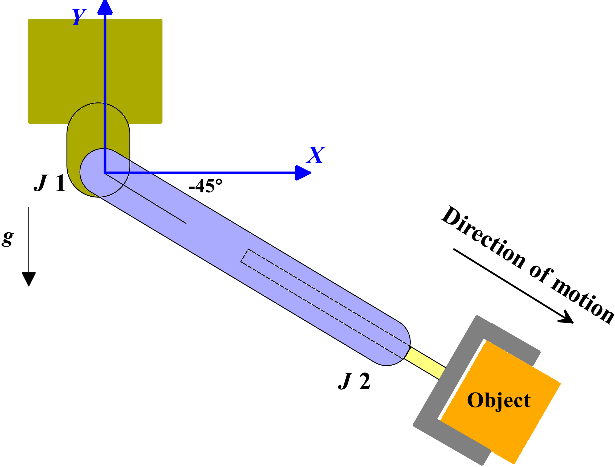 Y
X
J 1
-45°
g
Direction of motion
J 2
Object